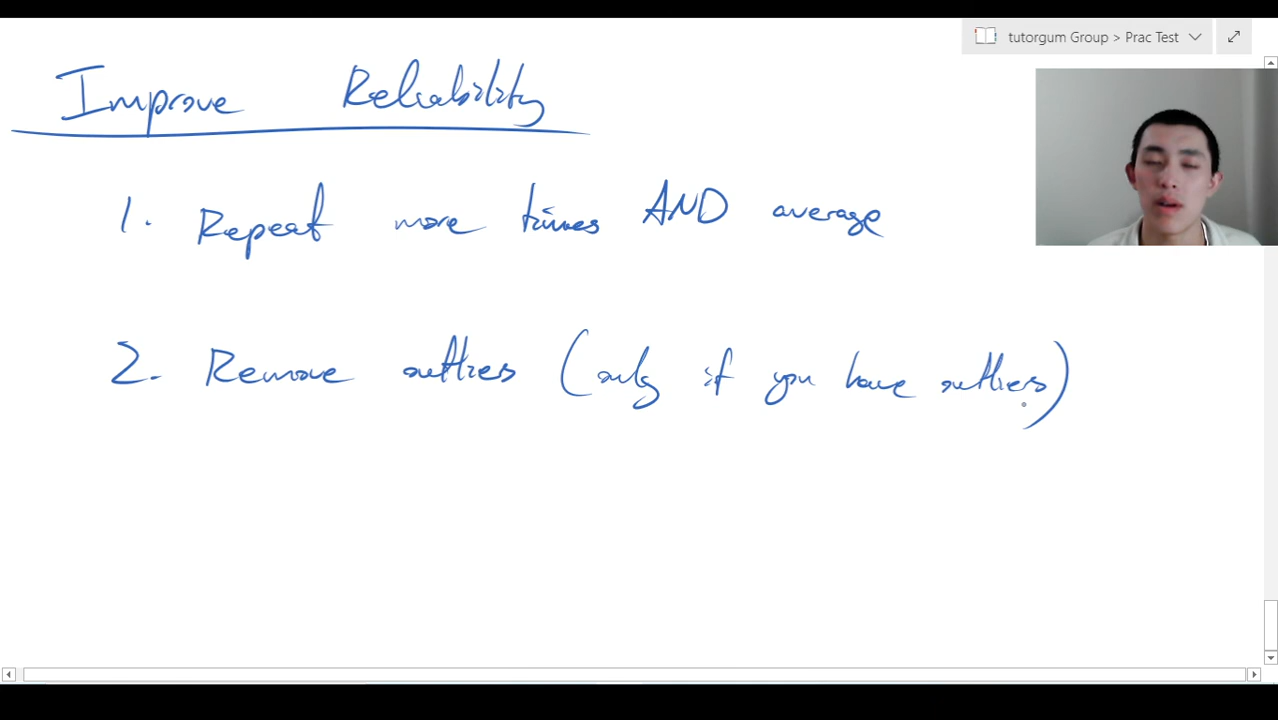 tutorgum Group > Prac Test
Improve Reliability
1. Repeat more times AND average
2. Remove outliers (only if you have outliers)